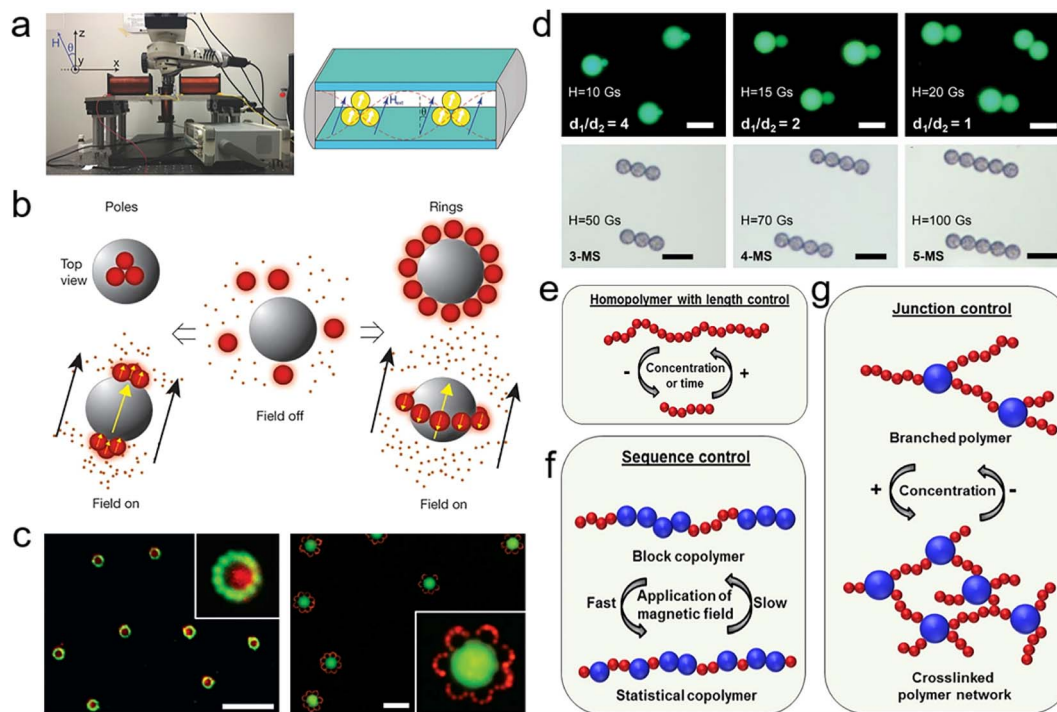 a
H
θ
z
y
x
H_ext
θ
b
Poles
Rings
Top
view
Field off
Field on
Field on
c
d
H=10 Gs
d₁/d₂ = 4
H=15 Gs
d₁/d₂ = 2
H=20 Gs
d₁/d₂ = 1
H=50 Gs
3-MS
H=70 Gs
4-MS
H=100 Gs
5-MS
e
Homopolymer with length control
-
Concentration
or time
+
f
Sequence control
Block copolymer
Fast
Application of
magnetic field
Slow
Statistical copolymer
g
Junction control
Branched polymer
+
Concentration
-
Crosslinked
polymer network